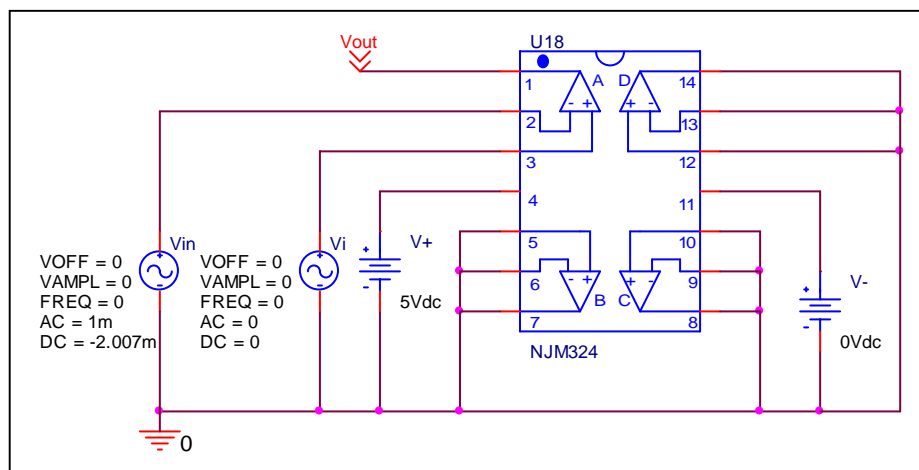 Vout
U18
1
2
3
4
5
6
7
14
13
12
11
10
9
8
A
D
B
C
- +
+ -
- +
+ -
NJM324
+
-
Vin
VOFF = 0
VAMPL = 0
FREQ = 0
AC = 1m
DC = -2.007m
+
-
Vi
VOFF = 0
VAMPL = 0
FREQ = 0
AC = 0
DC = 0
+
-
V+
5Vdc
+
-
V-
0Vdc
0